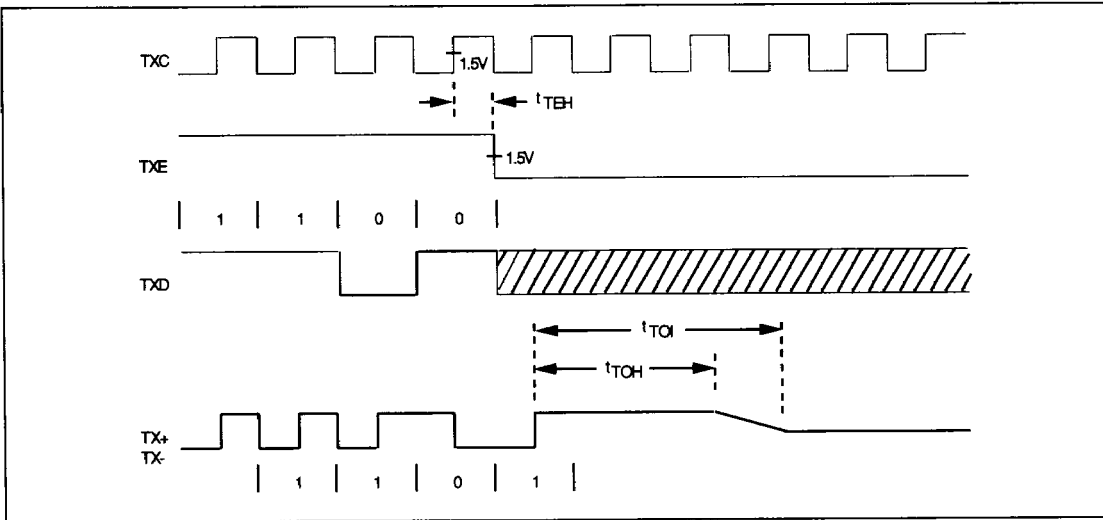 TXC
1.5V
tTEH
TXE
1.5V
1 1 0 0
TXD
tTOI
tTOH
TX+
TX-
1 1 0 1